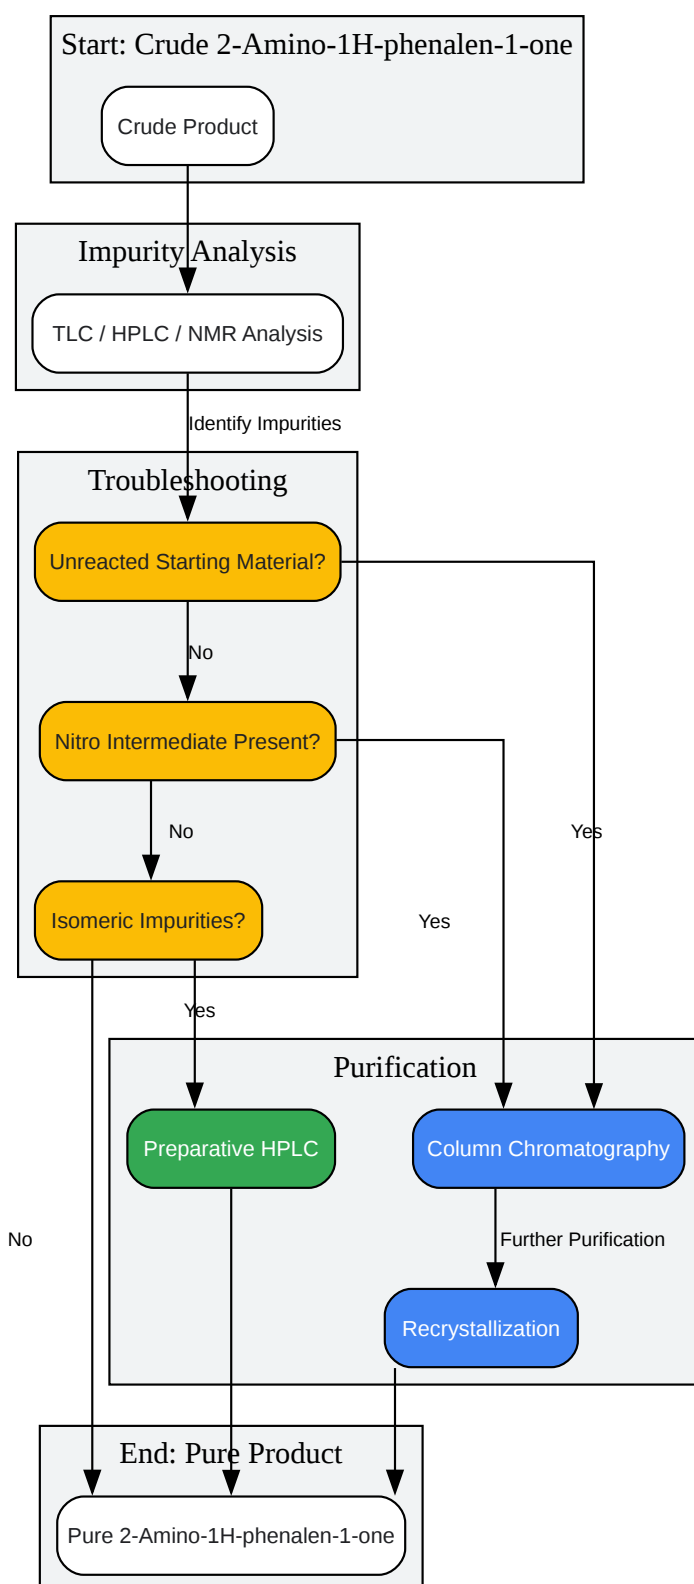 Start: Crude 2-Amino-1H-phenalen-1-one
Crude Product
Impurity Analysis
TLC / HPLC / NMR Analysis
Identify Impurities
Troubleshooting
Unreacted Starting Material?
No
Nitro Intermediate Present?
No
Yes
Isomeric Impurities?
Yes
Yes
Purification
Preparative HPLC
Column Chromatography
No
Further Purification
Recrystallization
End: Pure Product
Pure 2-Amino-1H-phenalen-1-one